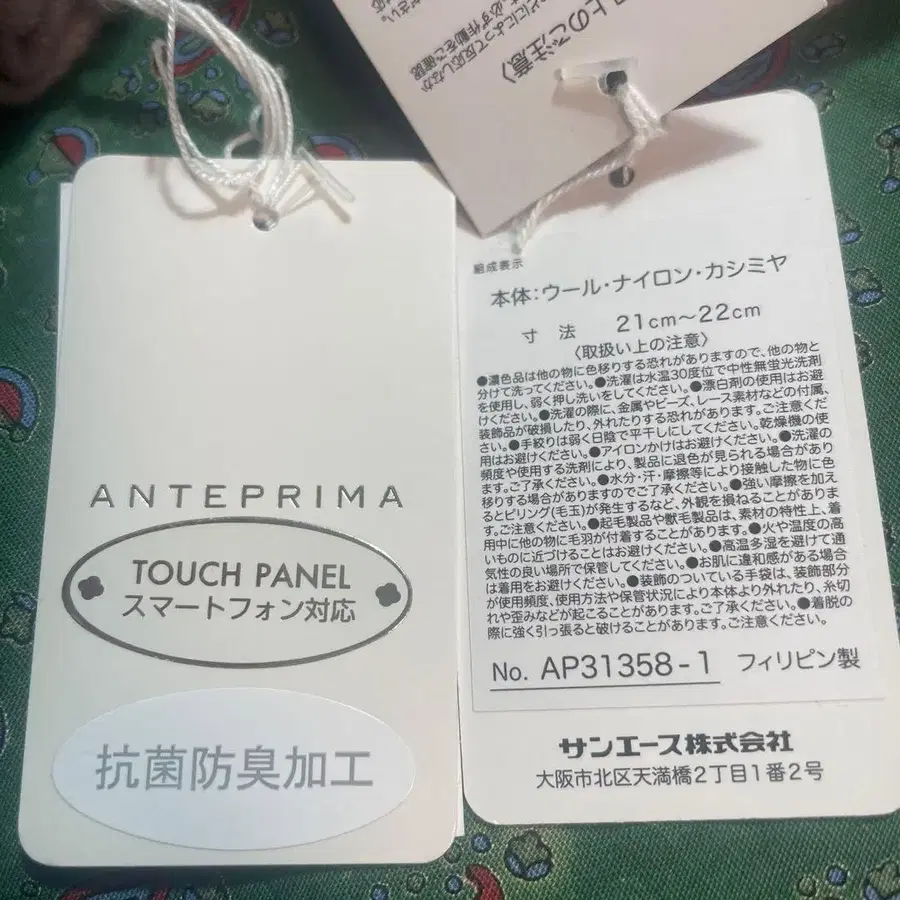 ANTEPRIMA
TOUCH PANEL
スマートフォン対応
抗菌防臭加工
上のご注意〉
組成表示
本体：ウール・ナイロン・カシミヤ
寸 法 21cm～22cm
〈取扱い上の注意〉
●濃色品は他の物に色移りする恐れがありますので、他の物と
分けて洗ってください。●洗濯は水温30度位で中性無蛍光洗剤
を使用し、弱く押し洗いをしてください。●漂白剤の使用はお避
けください。●洗濯の際に、金属やビーズ、レース素材などの付属、
装飾品が破損したり、外れたりする恐れがあります。ご注意くだ
さい。●手絞りは弱く日陰で平干しにしてください。乾燥機の使
用はお避けください。●アイロンかけはお避けください。●洗濯の
頻度や使用する洗剤により、製品に退色が見られる場合があり
ます。ご了承ください。●水分・汗・摩擦等により接触した物に色
移りする場合がありますのでご了承ください。●強い摩擦を加え
るとピリング(毛玉)が発生するなど、外観を損ねることがありま
す。ご注意ください。●起毛製品や獣毛製品は、素材の特性上、着
用中に他の物に毛羽が付着することがあります。●火や温度の高
いものに近づけることはお避けください。●高温多湿を避けて通
気性の良い場所で保管してください。●お肌に違和感がある場合
は着用をお避けください。●装飾のついている手袋は、装飾部分
が使用頻度、使用方法や保管状況により本体より外れたり、糸切
れや歪みなどが起こることがあります。ご了承ください。●着脱の
際に強く引っ張ると破けることがあります。ご注意ください。
No. AP31358-1 フィリピン製
サンエース株式会社
大阪市北区天満橋2丁目1番2号